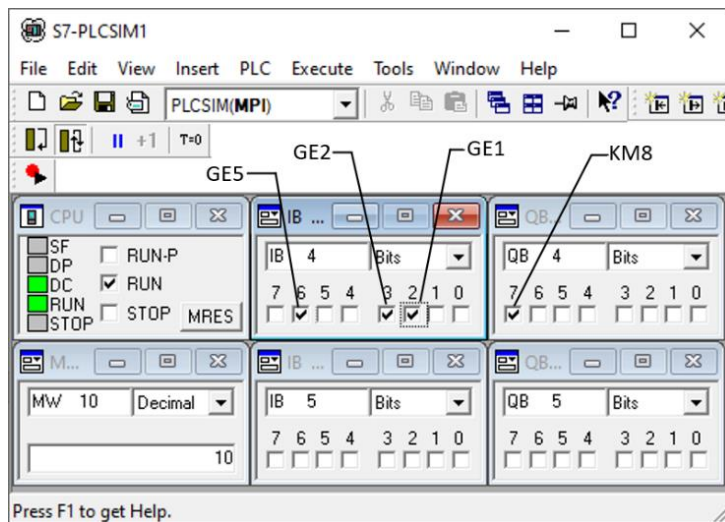 S7-PLCSIM1
File Edit View Insert PLC Execute Tools Window Help
PLCSIM(MPI)
+1 T=0
GE5 GE2 GE1 KM8
CPU IB ... QB ...
SF
DP
DC
RUN
STOP
RUN-P
RUN
STOP MRES
IB 4 Bits
7 6 5 4 3 2 1 0
QB 4 Bits
7 6 5 4 3 2 1 0
M... IB ... QB...
MW 10 Decimal
10
IB 5 Bits
7 6 5 4 3 2 1 0
QB 5 Bits
7 6 5 4 3 2 1 0
Press F1 to get Help.